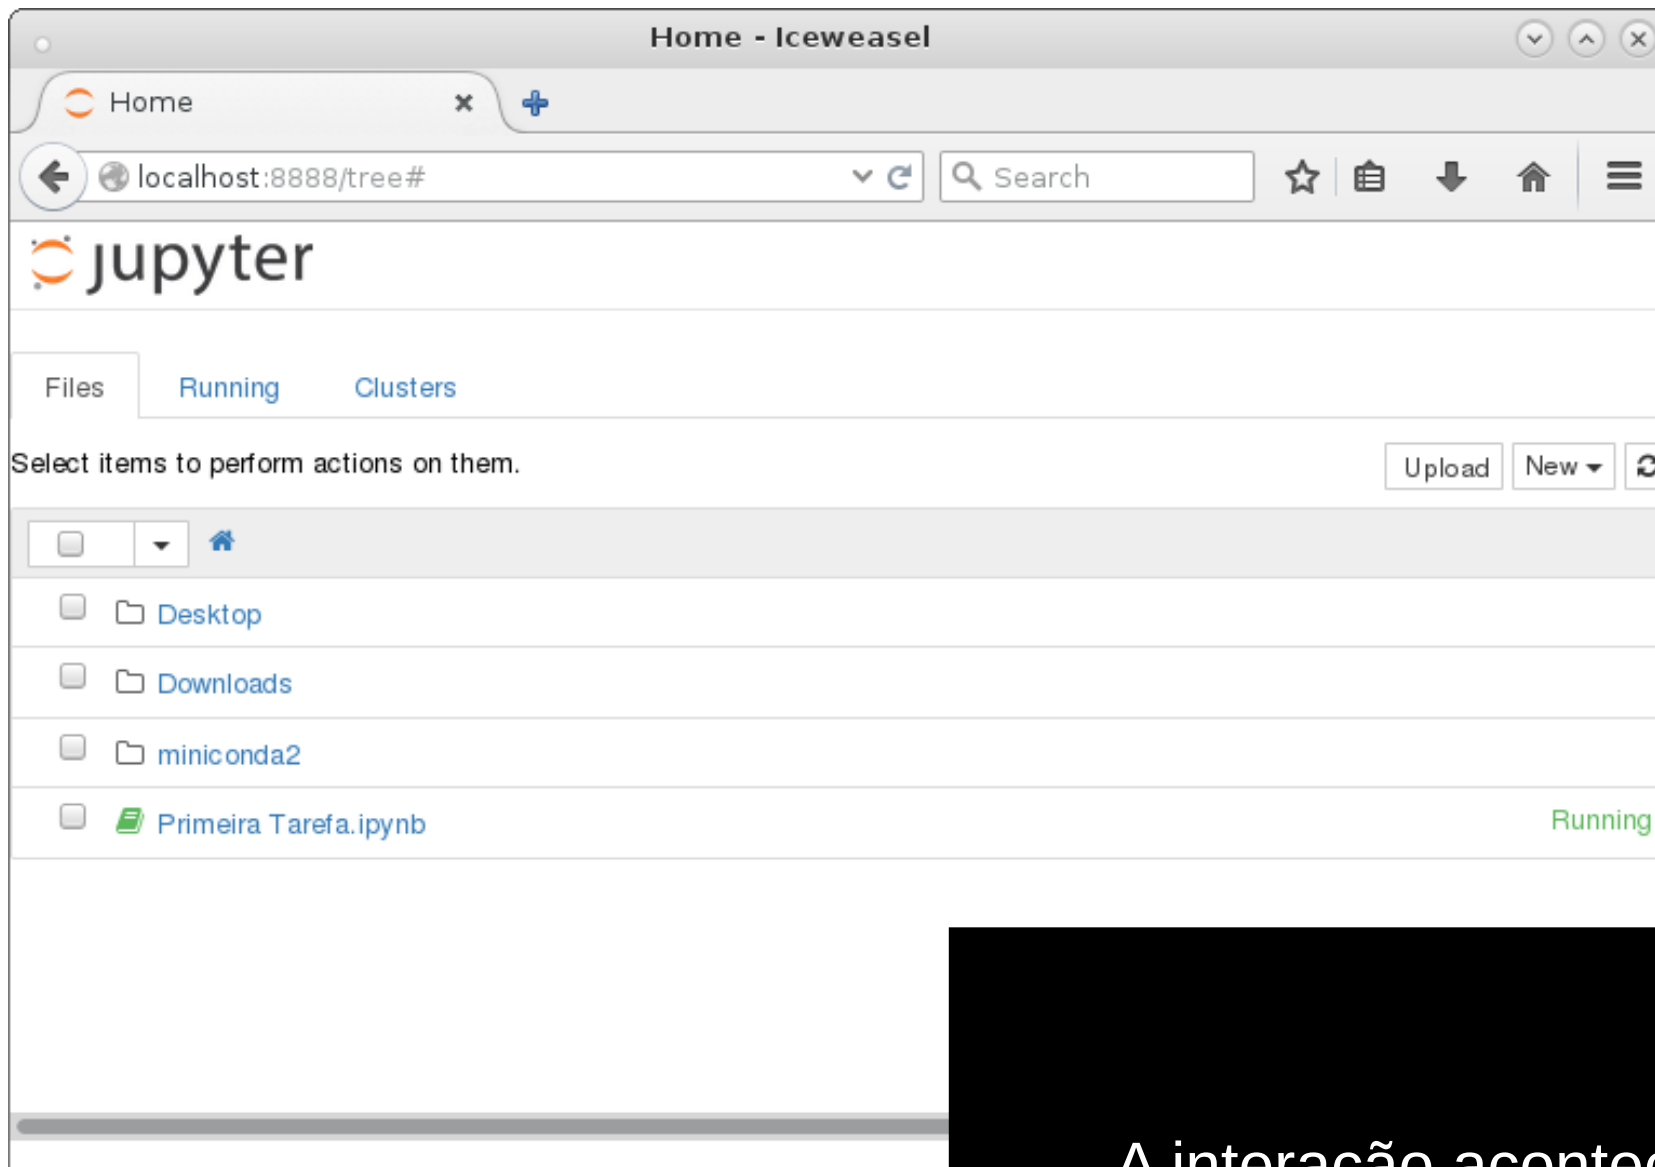 Home - Iceweasel
Home
localhost:8888/tree#
Search
jupyter
Files Running Clusters
Select items to perform actions on them.
Upload New
Desktop
Downloads
miniconda2
Primeira Tarefa.ipynb Running
A interação